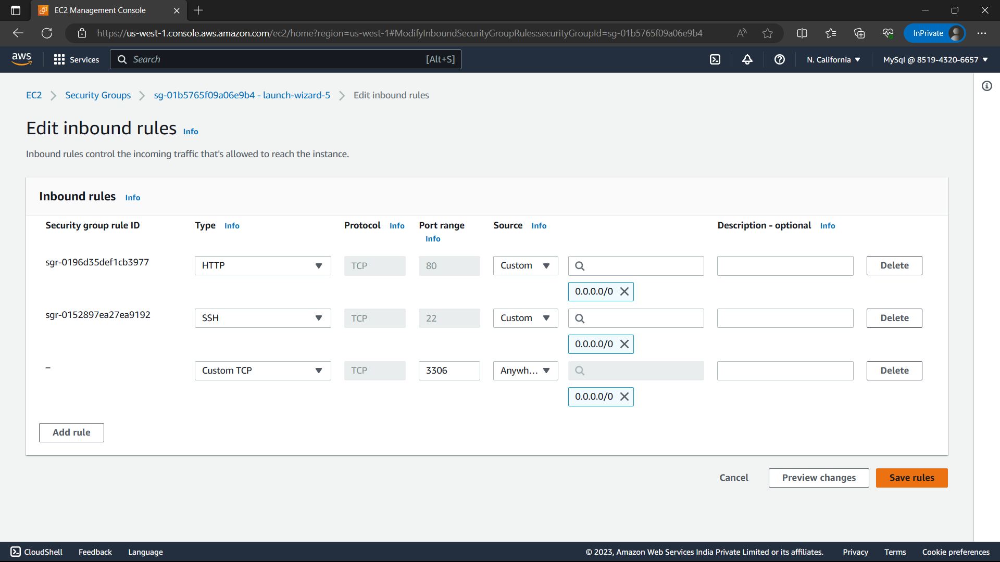 EC2 Management Console
https://us-west-1.console.aws.amazon.com/ec2/home?region=us-west-1#ModifyInboundSecurityGroupRules:securityGroupId=sg-01b5765f09a06e9b4
InPrivate
aws Services Search [Alt+S] N. California MySql @ 8519-4320-6657
EC2 Security Groups sg-01b5765f09a06e9b4 - launch-wizard-5 Edit inbound rules
Edit inbound rules Info
Inbound rules control the incoming traffic that's allowed to reach the instance.
Inbound rules Info
Security group rule ID Type Info Protocol Info Port range Source Info Description - optional Info
Info
sgr-0196d35def1cb3977 HTTP TCP 80 Custom Delete
0.0.0.0/0
sgr-0152897ea27ea9192 SSH TCP 22 Custom Delete
0.0.0.0/0
– Custom TCP TCP 3306 Anywh... Delete
0.0.0.0/0
Add rule
Cancel Preview changes Save rules
CloudShell Feedback Language © 2023, Amazon Web Services India Private Limited or its affiliates. Privacy Terms Cookie preferences